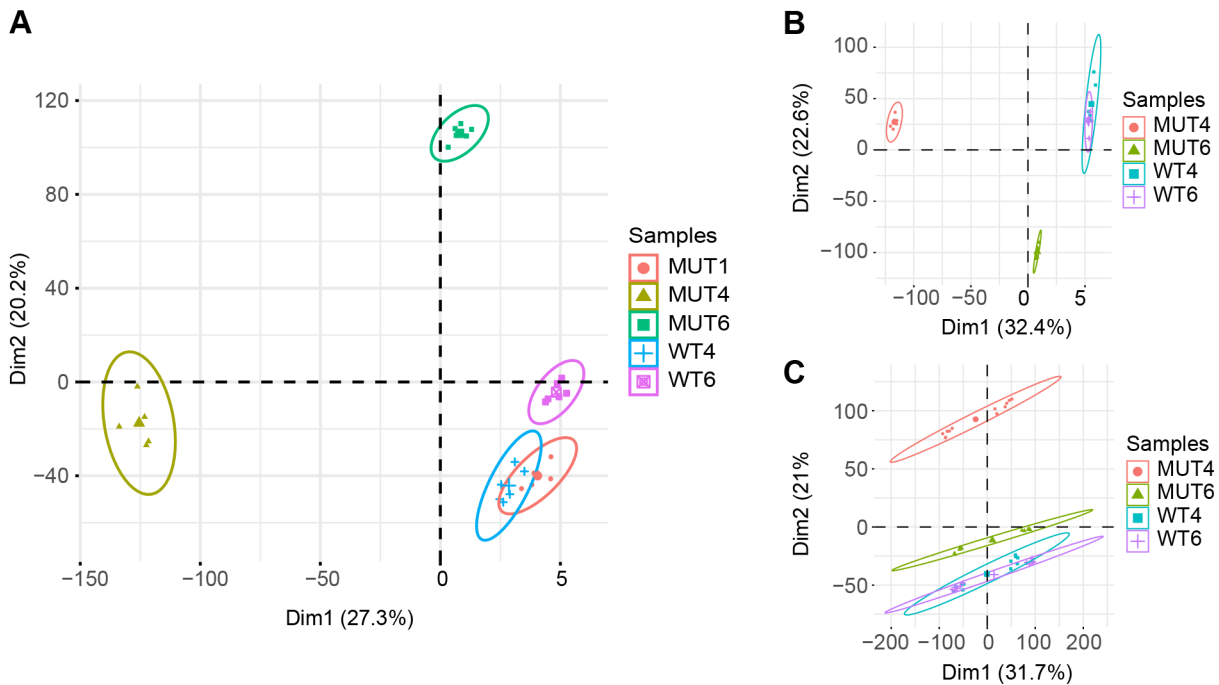 A
120
80
40
0
−40
−150
−100
−50
0
5
Dim2 (20.2%)
Dim1 (27.3%)
Samples
MUT1
MUT4
MUT6
WT4
WT6
B
100
50
0
−50
−100
−100
−50
0
5
Dim2 (22.6%)
Dim1 (32.4%)
Samples
MUT4
MUT6
WT4
WT6
C
100
50
0
−50
−200
−100
0
100
200
Dim2 (21%
Dim1 (31.7%)
Samples
MUT4
MUT6
WT4
WT6